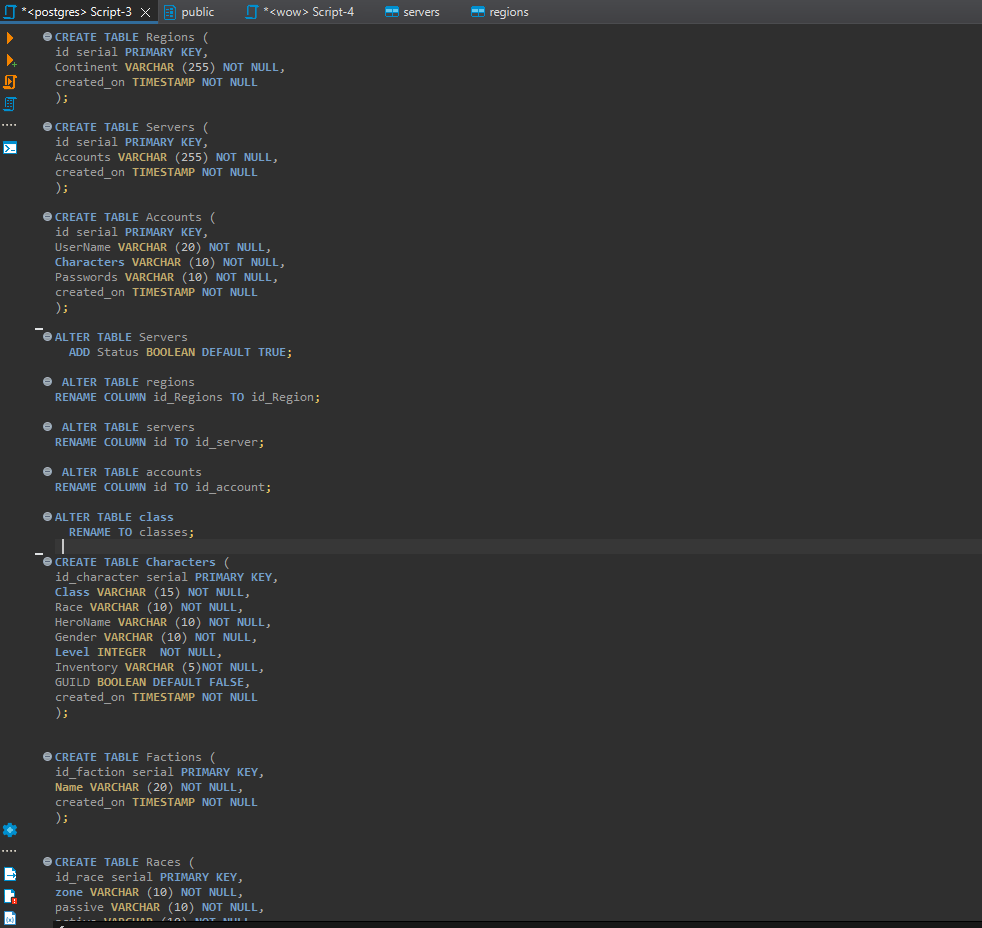 *<postgres> Script-3
public
*<wow> Script-4
servers
regions
CREATE TABLE Regions (
id serial PRIMARY KEY,
Continent VARCHAR (255) NOT NULL,
created_on TIMESTAMP NOT NULL
);
CREATE TABLE Servers (
id serial PRIMARY KEY,
Accounts VARCHAR (255) NOT NULL,
created_on TIMESTAMP NOT NULL
);
CREATE TABLE Accounts (
id serial PRIMARY KEY,
UserName VARCHAR (20) NOT NULL,
Characters VARCHAR (10) NOT NULL,
Passwords VARCHAR (10) NOT NULL,
created_on TIMESTAMP NOT NULL
);
ALTER TABLE Servers
ADD Status BOOLEAN DEFAULT TRUE;
ALTER TABLE regions
RENAME COLUMN id_Regions TO id_Region;
ALTER TABLE servers
RENAME COLUMN id TO id_server;
ALTER TABLE accounts
RENAME COLUMN id TO id_account;
ALTER TABLE class
RENAME TO classes;
CREATE TABLE Characters (
id_character serial PRIMARY KEY,
Class VARCHAR (15) NOT NULL,
Race VARCHAR (10) NOT NULL,
HeroName VARCHAR (10) NOT NULL,
Gender VARCHAR (10) NOT NULL,
Level INTEGER  NOT NULL,
Inventory VARCHAR (5)NOT NULL,
GUILD BOOLEAN DEFAULT FALSE,
created_on TIMESTAMP NOT NULL
);
CREATE TABLE Factions (
id_faction serial PRIMARY KEY,
Name VARCHAR (20) NOT NULL,
created_on TIMESTAMP NOT NULL
);
CREATE TABLE Races (
id_race serial PRIMARY KEY,
zone VARCHAR (10) NOT NULL,
passive VARCHAR (10) NOT NULL,
active VARCHAR (10) NOT NULL